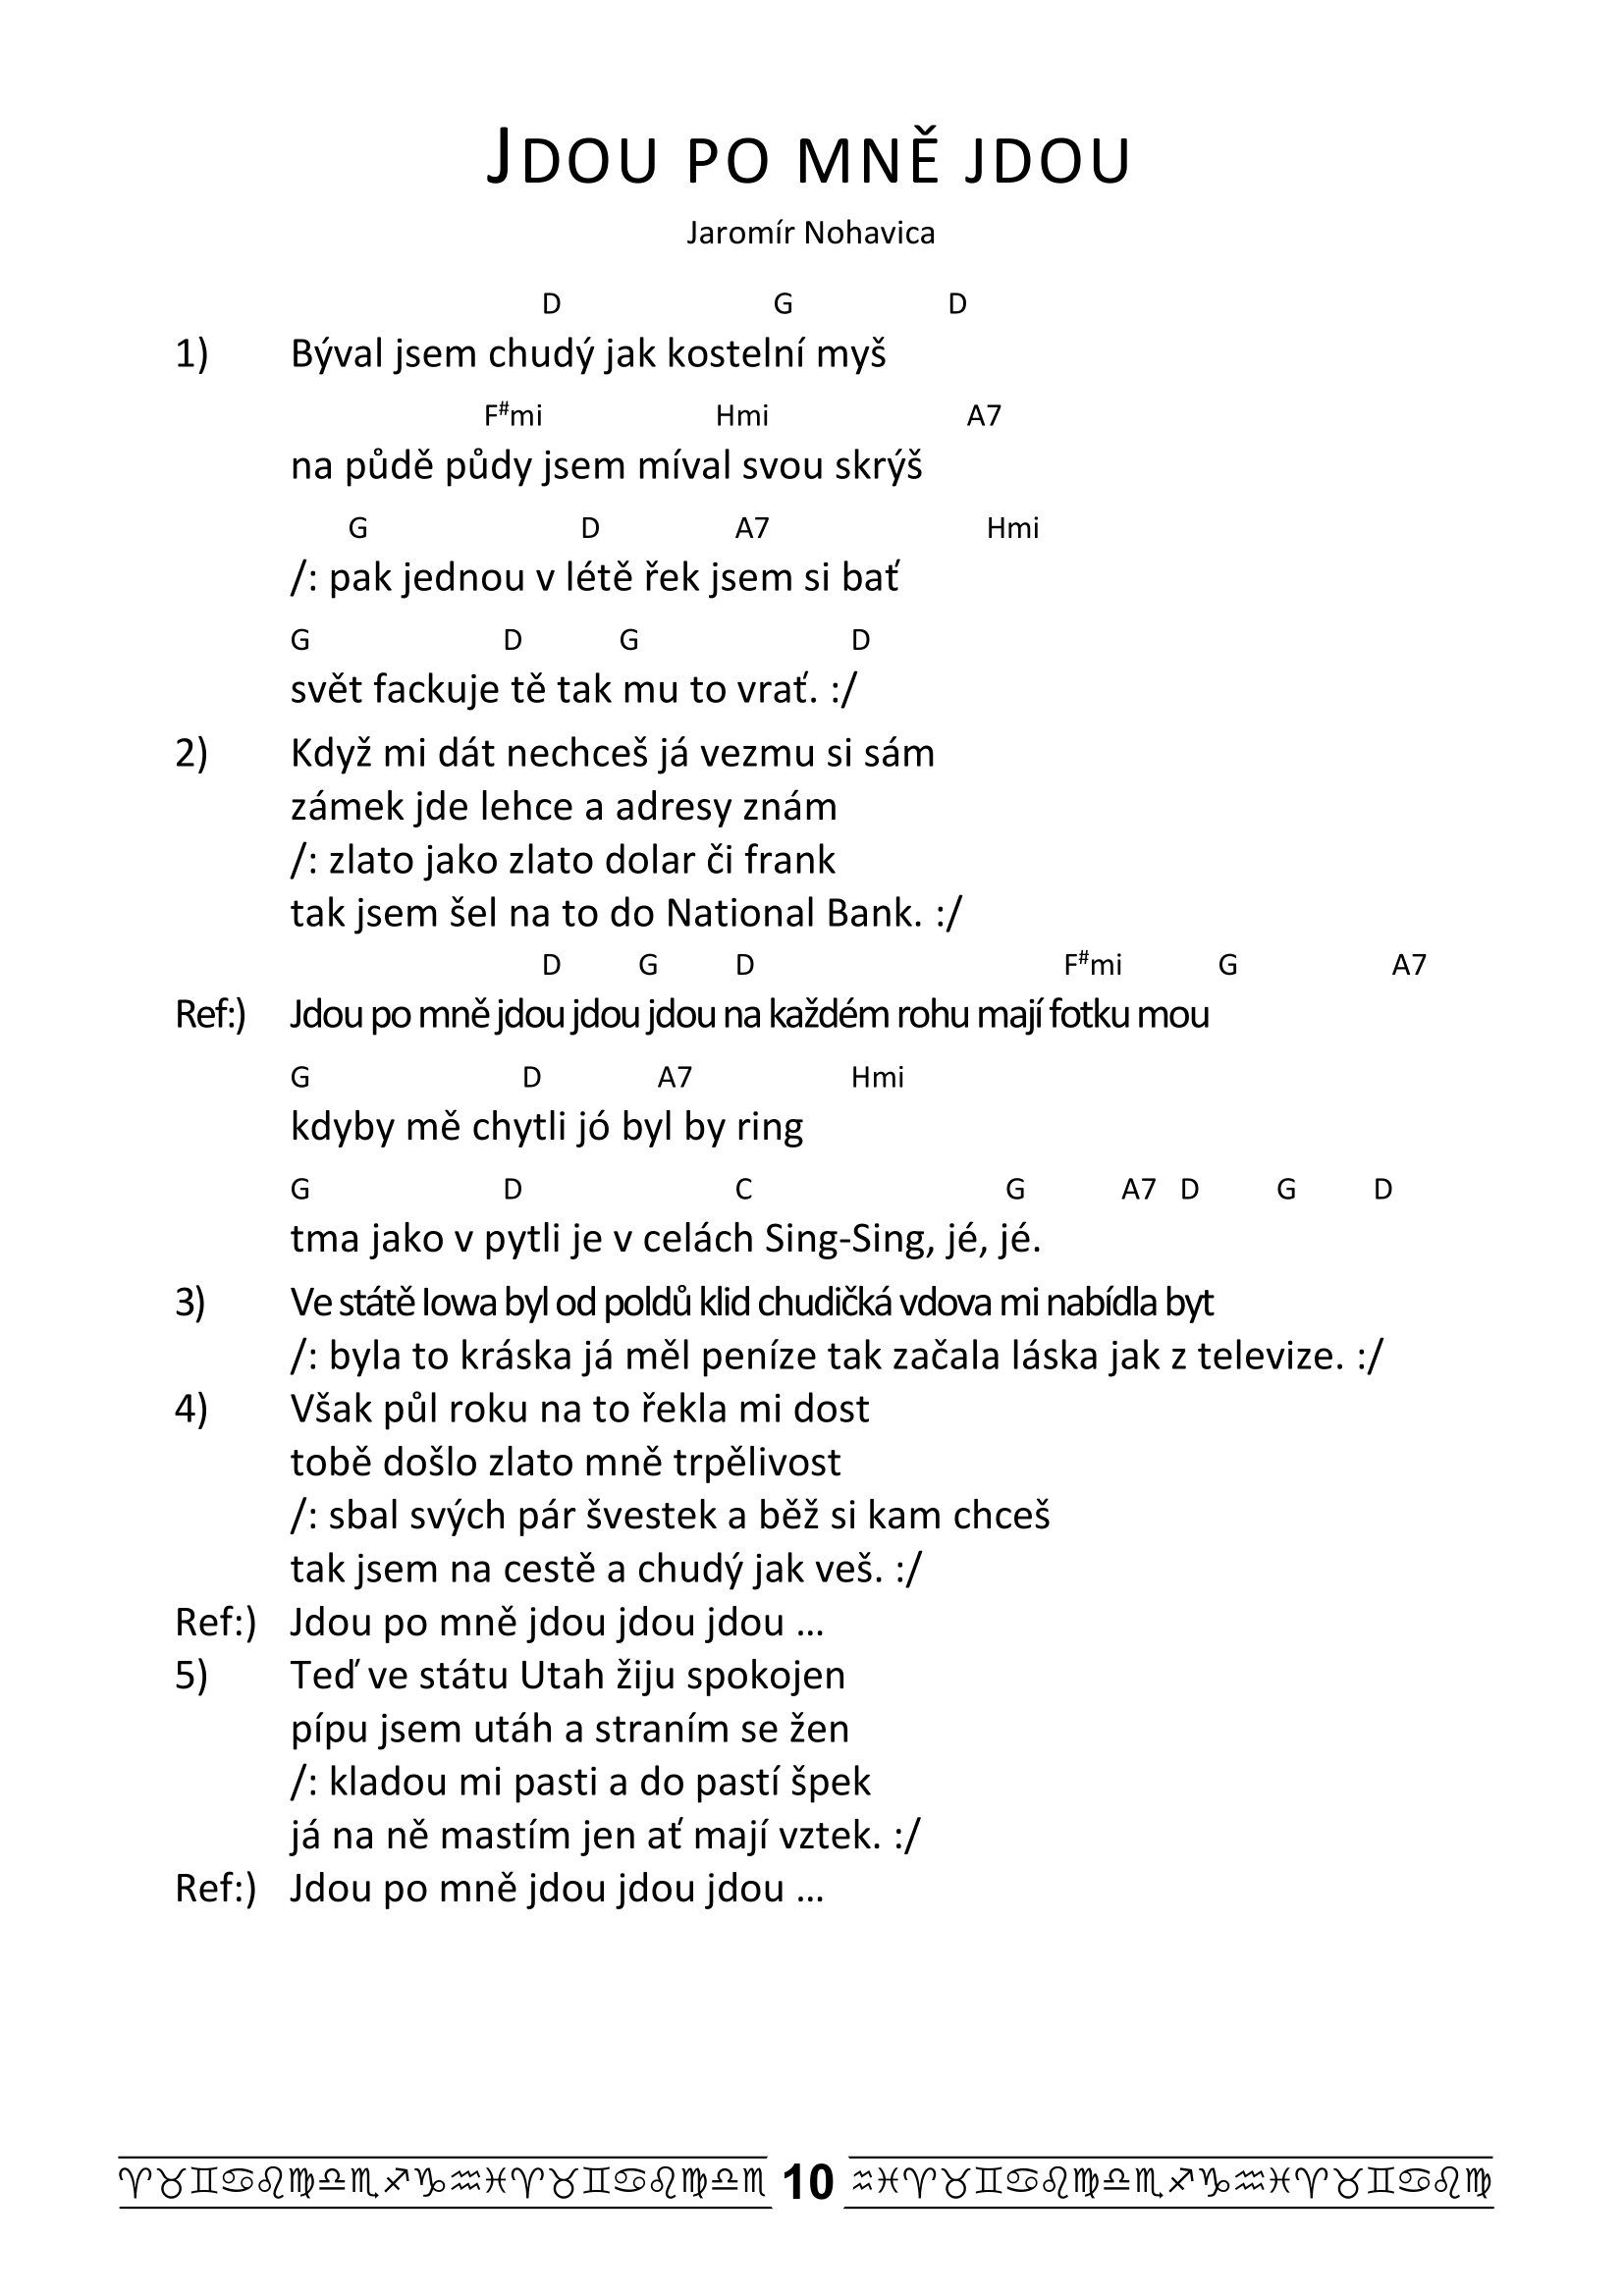 JDOU PO MNĚ JDOU
Jaromír Nohavica
D G D
1) Býval jsem chudý jak kostelní myš
F#mi Hmi A7
na půdě půdy jsem míval svou skrýš
G D A7 Hmi
/: pak jednou v létě řek jsem si bať
G D G D
svět fackuje tě tak mu to vrať. :/
2) Když mi dát nechceš já vezmu si sám
zámek jde lehce a adresy znám
/: zlato jako zlato dolar či frank
tak jsem šel na to do National Bank. :/
D G D F#mi G A7
Ref:) Jdou po mně jdou jdou jdou na každém rohu mají fotku mou
G D A7 Hmi
kdyby mě chytli jó byl by ring
G D C G A7 D G D
tma jako v pytli je v celách Sing-Sing, jé, jé.
3) Ve státě Iowa byl od poldů klid chudičká vdova mi nabídla byt
/: byla to kráska já měl peníze tak začala láska jak z televize. :/
4) Však půl roku na to řekla mi dost
tobě došlo zlato mně trpělivost
/: sbal svých pár švestek a běž si kam chceš
tak jsem na cestě a chudý jak veš. :/
Ref:) Jdou po mně jdou jdou jdou ...
5) Teď ve státu Utah žiju spokojen
pípu jsem utáh a straním se žen
/: kladou mi pasti a do pastí špek
já na ně mastím jen ať mají vztek. :/
Ref:) Jdou po mně jdou jdou jdou ...
♈♉♊♋♌♍♎♏♐♑♒♓♈♉♊♋♌♍♎♏ 10 ♒♓♈♉♊♋♌♍♎♏♐♑♒♓♈♉♊♋♌♍